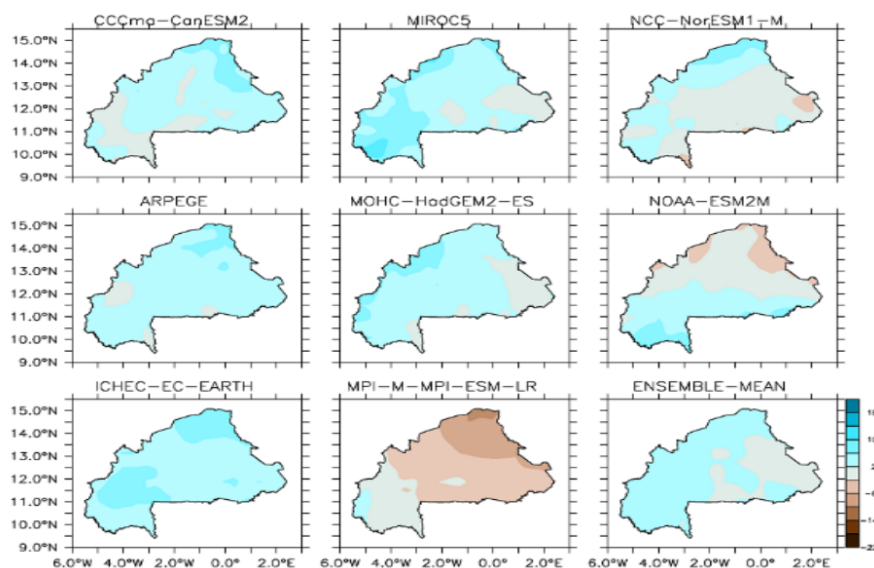 CCCma-CanESM2 MIROC5 NCC-NorESM1-M
15.0°N
14.0°N
13.0°N
12.0°N
11.0°N
10.0°N
9.0°N
ARPEGE MOHC-HadGEM2-ES NOAA-ESM2M
15.0°N
14.0°N
13.0°N
12.0°N
11.0°N
10.0°N
9.0°N
ICHEC-EC-EARTH MPI-M-MPI-ESM-LR ENSEMBLE-MEAN
15.0°N
14.0°N
13.0°N
12.0°N
11.0°N
10.0°N
9.0°N
10
2
6.0°W 4.0°W 2.0°W 0.0°E 2.0°E 6.0°W 4.0°W 2.0°W 0.0°E 2.0°E 6.0°W 4.0°W 2.0°W 0.0°E 2.0°E